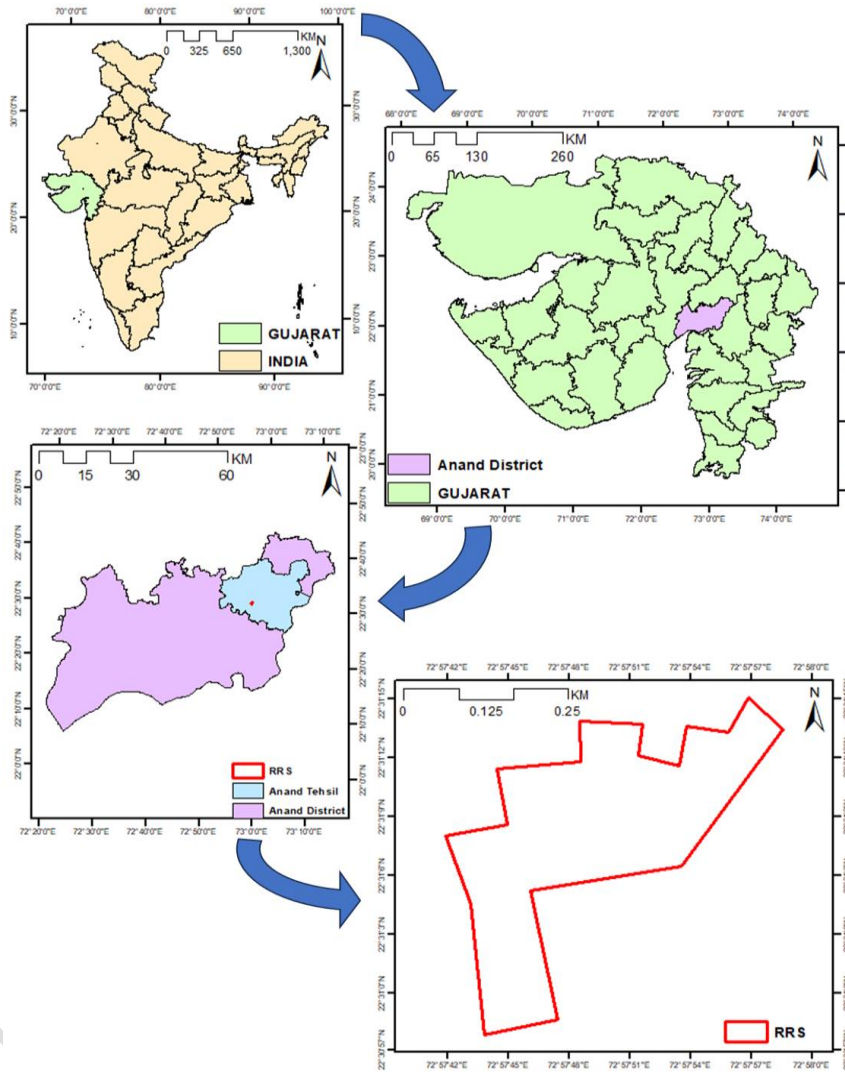 70°0'0"E 80°0'0"E 90°0'0"E 100°0'0"E
KM N
0 325 650 1,300
30°0'0"N 30°0'0"N
20°0'0"N 20°0'0"N
10°0'0"N 10°0'0"N
GUJARAT
INDIA
70°0'0"E 80°0'0"E 90°0'0"E
68°0'0"E 69°0'0"E 70°0'0"E 71°0'0"E 72°0'0"E 73°0'0"E 74°0'0"E
KM N
0 65 130 260
24°0'0"N
23°0'0"N
22°0'0"N
21°0'0"N
20°0'0"N
Anand District
GUJARAT
69°0'0"E 70°0'0"E 71°0'0"E 72°0'0"E 73°0'0"E 74°0'0"E
72°20'0"E 72°30'0"E 72°40'0"E 72°50'0"E 73°0'0"E 73°10'0"E
KM N
0 15 30 60
RRS
Anand Tehsil
Anand District
72°20'0"E 72°30'0"E 72°40'0"E 72°50'0"E 73°0'0"E 73°10'0"E
72°57'42"E 72°57'45"E 72°57'48"E 72°57'51"E 72°57'54"E 72°57'57"E 72°58'0"E
KM N
0 0.125 0.25
22°31'15"N
22°31'12"N
22°31'9"N
22°31'6"N
22°31'3"N
22°31'0"N
22°30'57"N
RRS
72°57'42"E 72°57'45"E 72°57'48"E 72°57'51"E 72°57'54"E 72°57'57"E 72°58'0"E